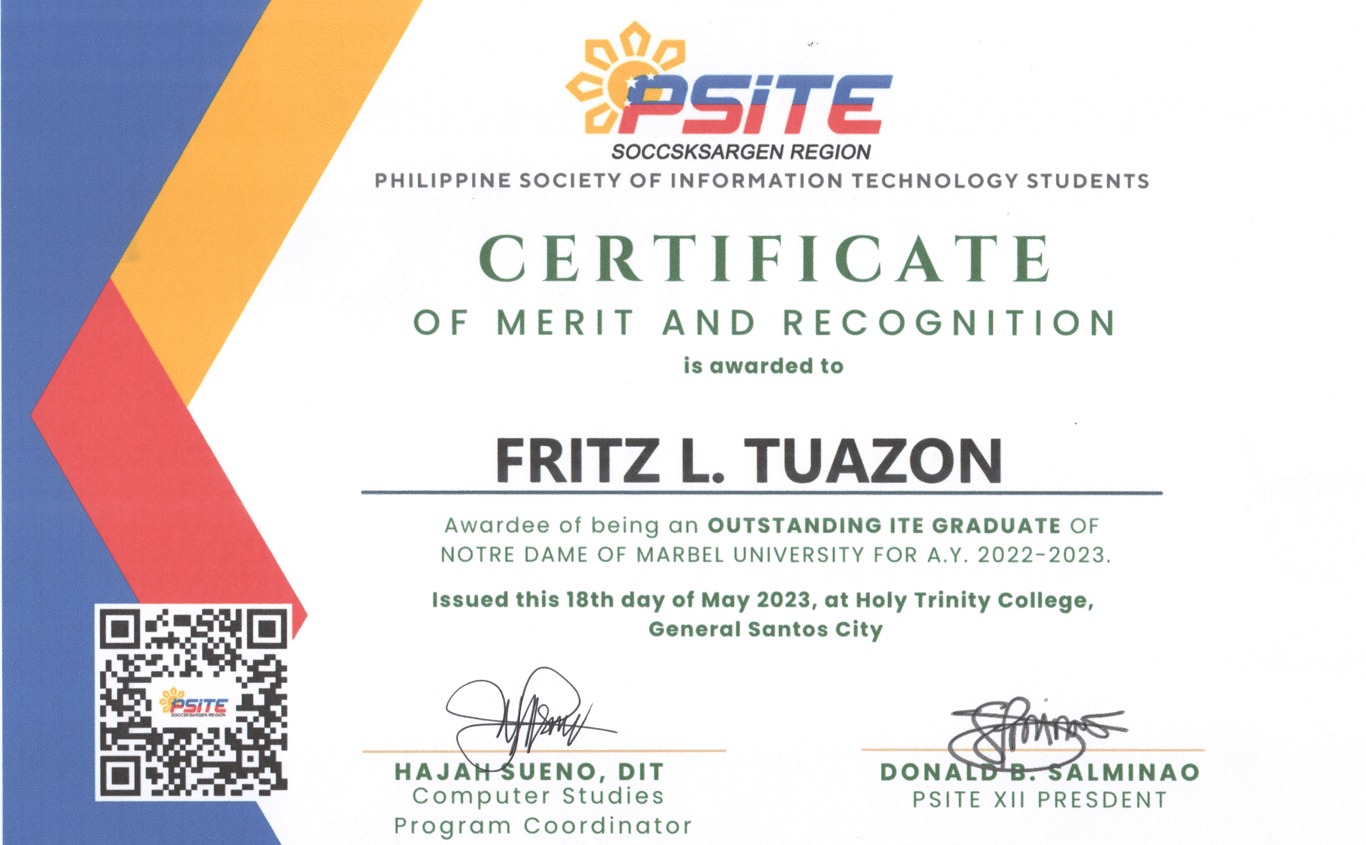 PSiTE
SOCCSKSARGEN REGION
PHILIPPINE SOCIETY OF INFORMATION TECHNOLOGY STUDENTS
CERTIFICATE
OF MERIT AND RECOGNITION
is awarded to
FRITZ L. TUAZON
Awardee of being an OUTSTANDING ITE GRADUATE OF
NOTRE DAME OF MARBEL UNIVERSITY FOR A.Y. 2022-2023.
Issued this 18th day of May 2023, at Holy Trinity College,
General Santos City
PSiTE
SOCCSKSARGEN REGION
HAJAH SUENO, DIT
Computer Studies
Program Coordinator
DONALD B. SALMINAO
PSITE XII PRESDENT